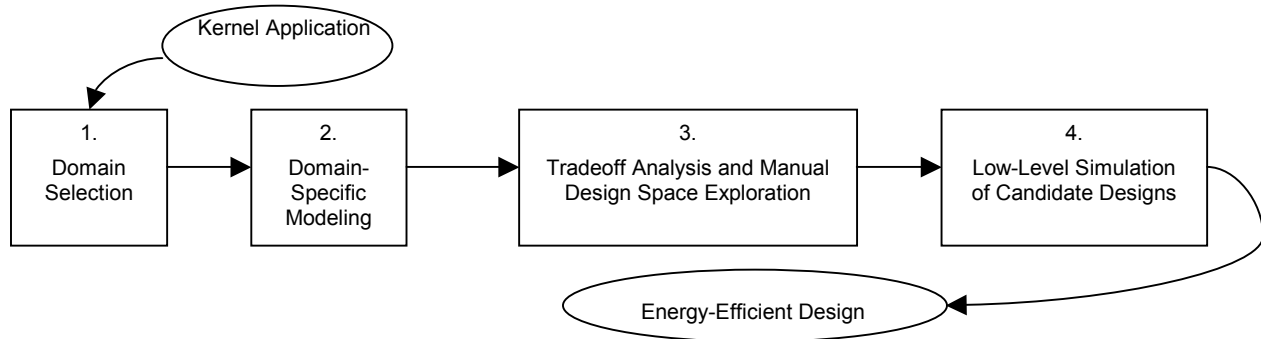 Kernel Application
1.
Domain
Selection
2.
Domain-
Specific
Modeling
3.
Tradeoff Analysis and Manual
Design Space Exploration
4.
Low-Level Simulation
of Candidate Designs
Energy-Efficient Design